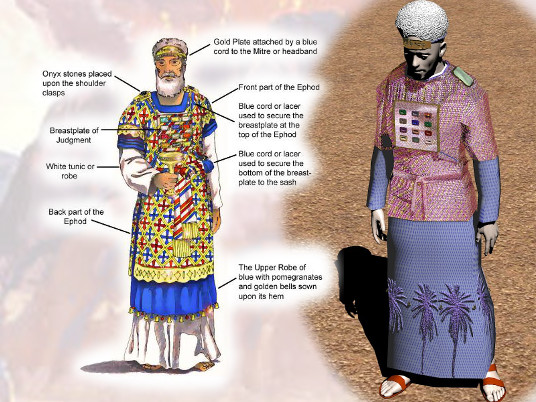 Gold Plate attached by a blue
cord to the Mitre or headband
Onyx stones placed
upon the shoulder
clasps
Front part of the Ephod
Blue cord or lacer
used to secure the
breastplate at the
top of the Ephod
Breastplate of
Judgment
Blue cord or lacer
used to secure the
bottom of the breast-
plate to the sash
White tunic or
robe
Back part of the
Ephod
The Upper Robe of
blue with pomegranates
and golden bells sown
upon its hem